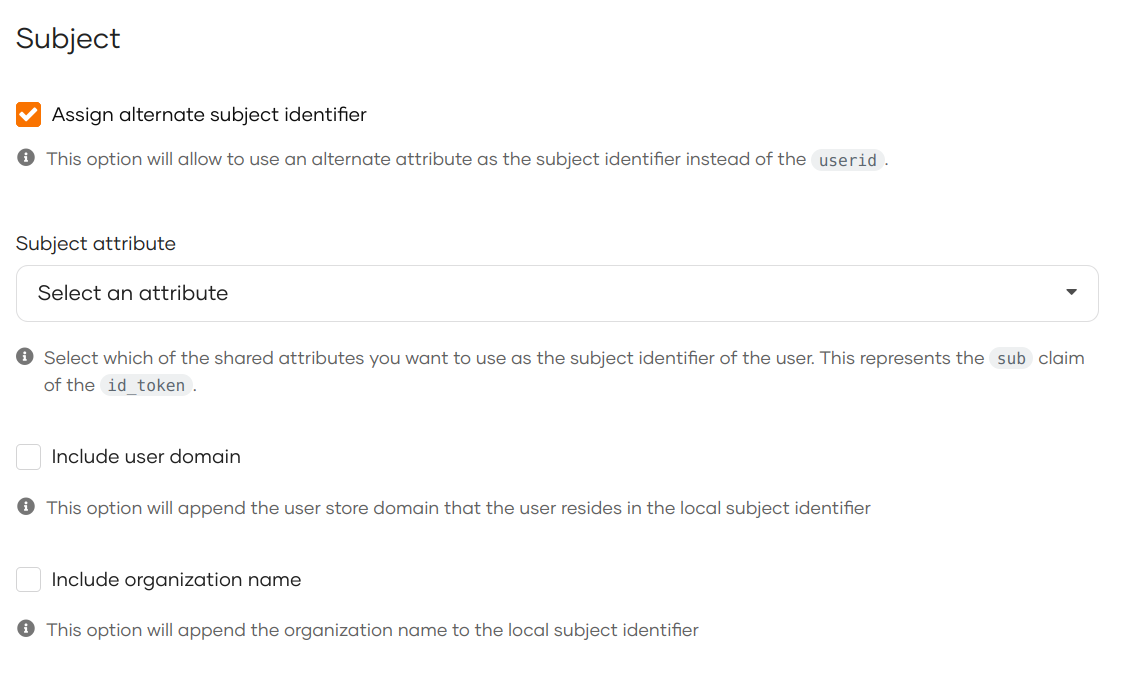 Subject
Assign alternate subject identifier
This option will allow to use an alternate attribute as the subject identifier instead of the userid.
Subject attribute
Select an attribute
Select which of the shared attributes you want to use as the subject identifier of the user. This represents the sub claim
of the id_token.
Include user domain
This option will append the user store domain that the user resides in the local subject identifier
Include organization name
This option will append the organization name to the local subject identifier